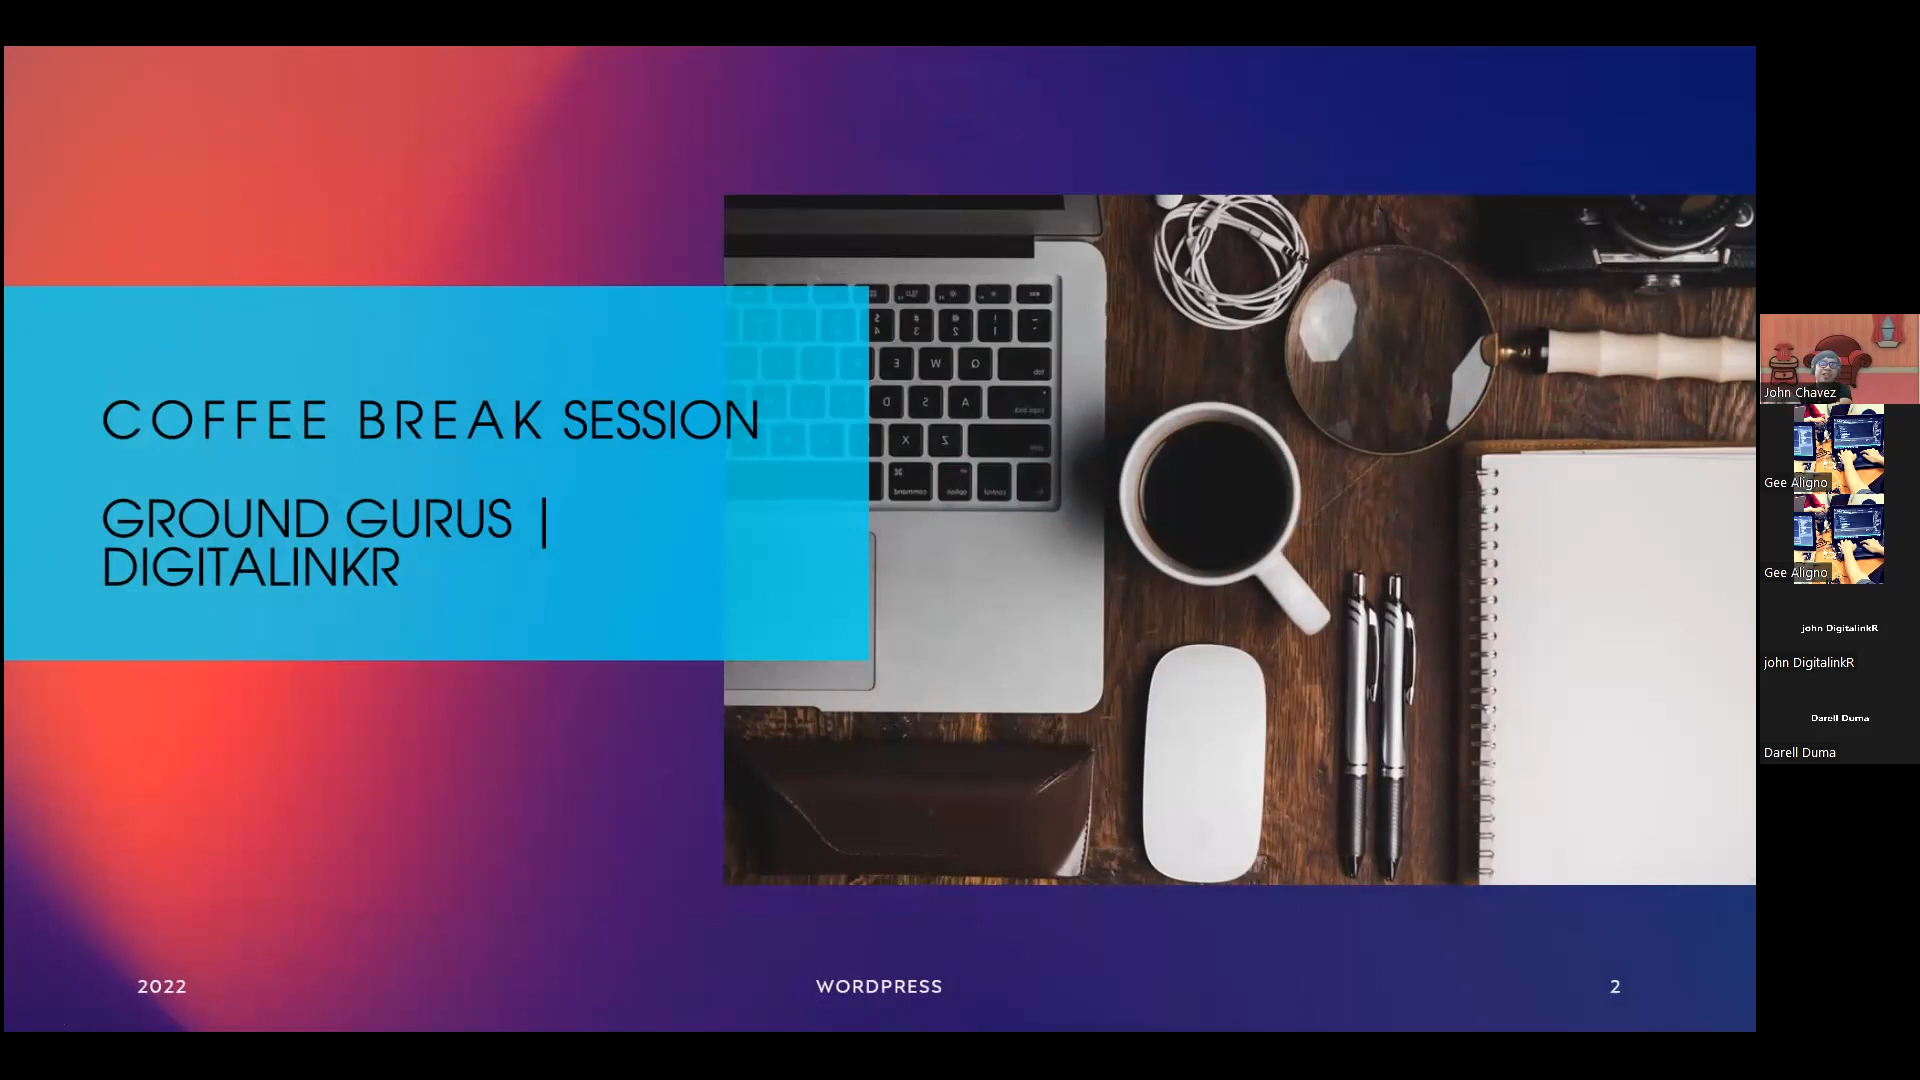 COFFEE BREAK SESSION
GROUND GURUS |
DIGITALINKR
2022
WORDPRESS
2
John Chavez
Gee Aligno
Gee Aligno
john DigitalinkR
john DigitalinkR
Darell Duma
Darell Duma